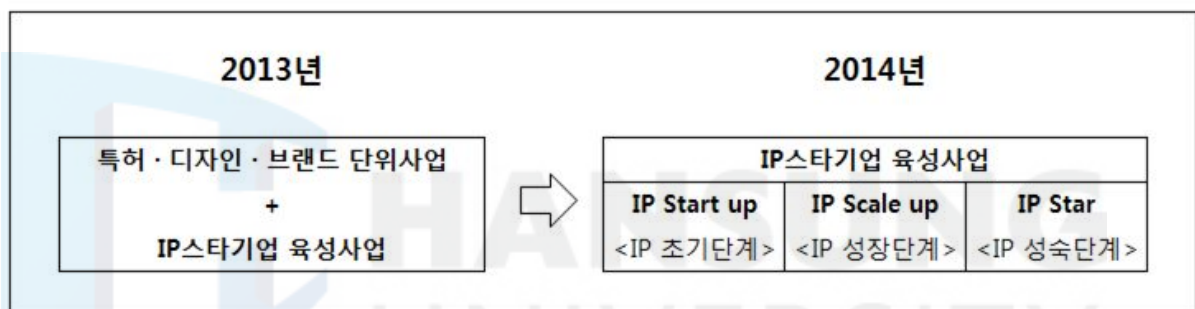 2013년
2014년
특허 · 디자인 · 브랜드 단위사업
+
IP스타기업 육성사업
IP스타기업 육성사업
IP Start up
IP Scale up
IP Star
<IP 초기단계>
<IP 성장단계>
<IP 성숙단계>
HANSUNG
UNIVERSITY